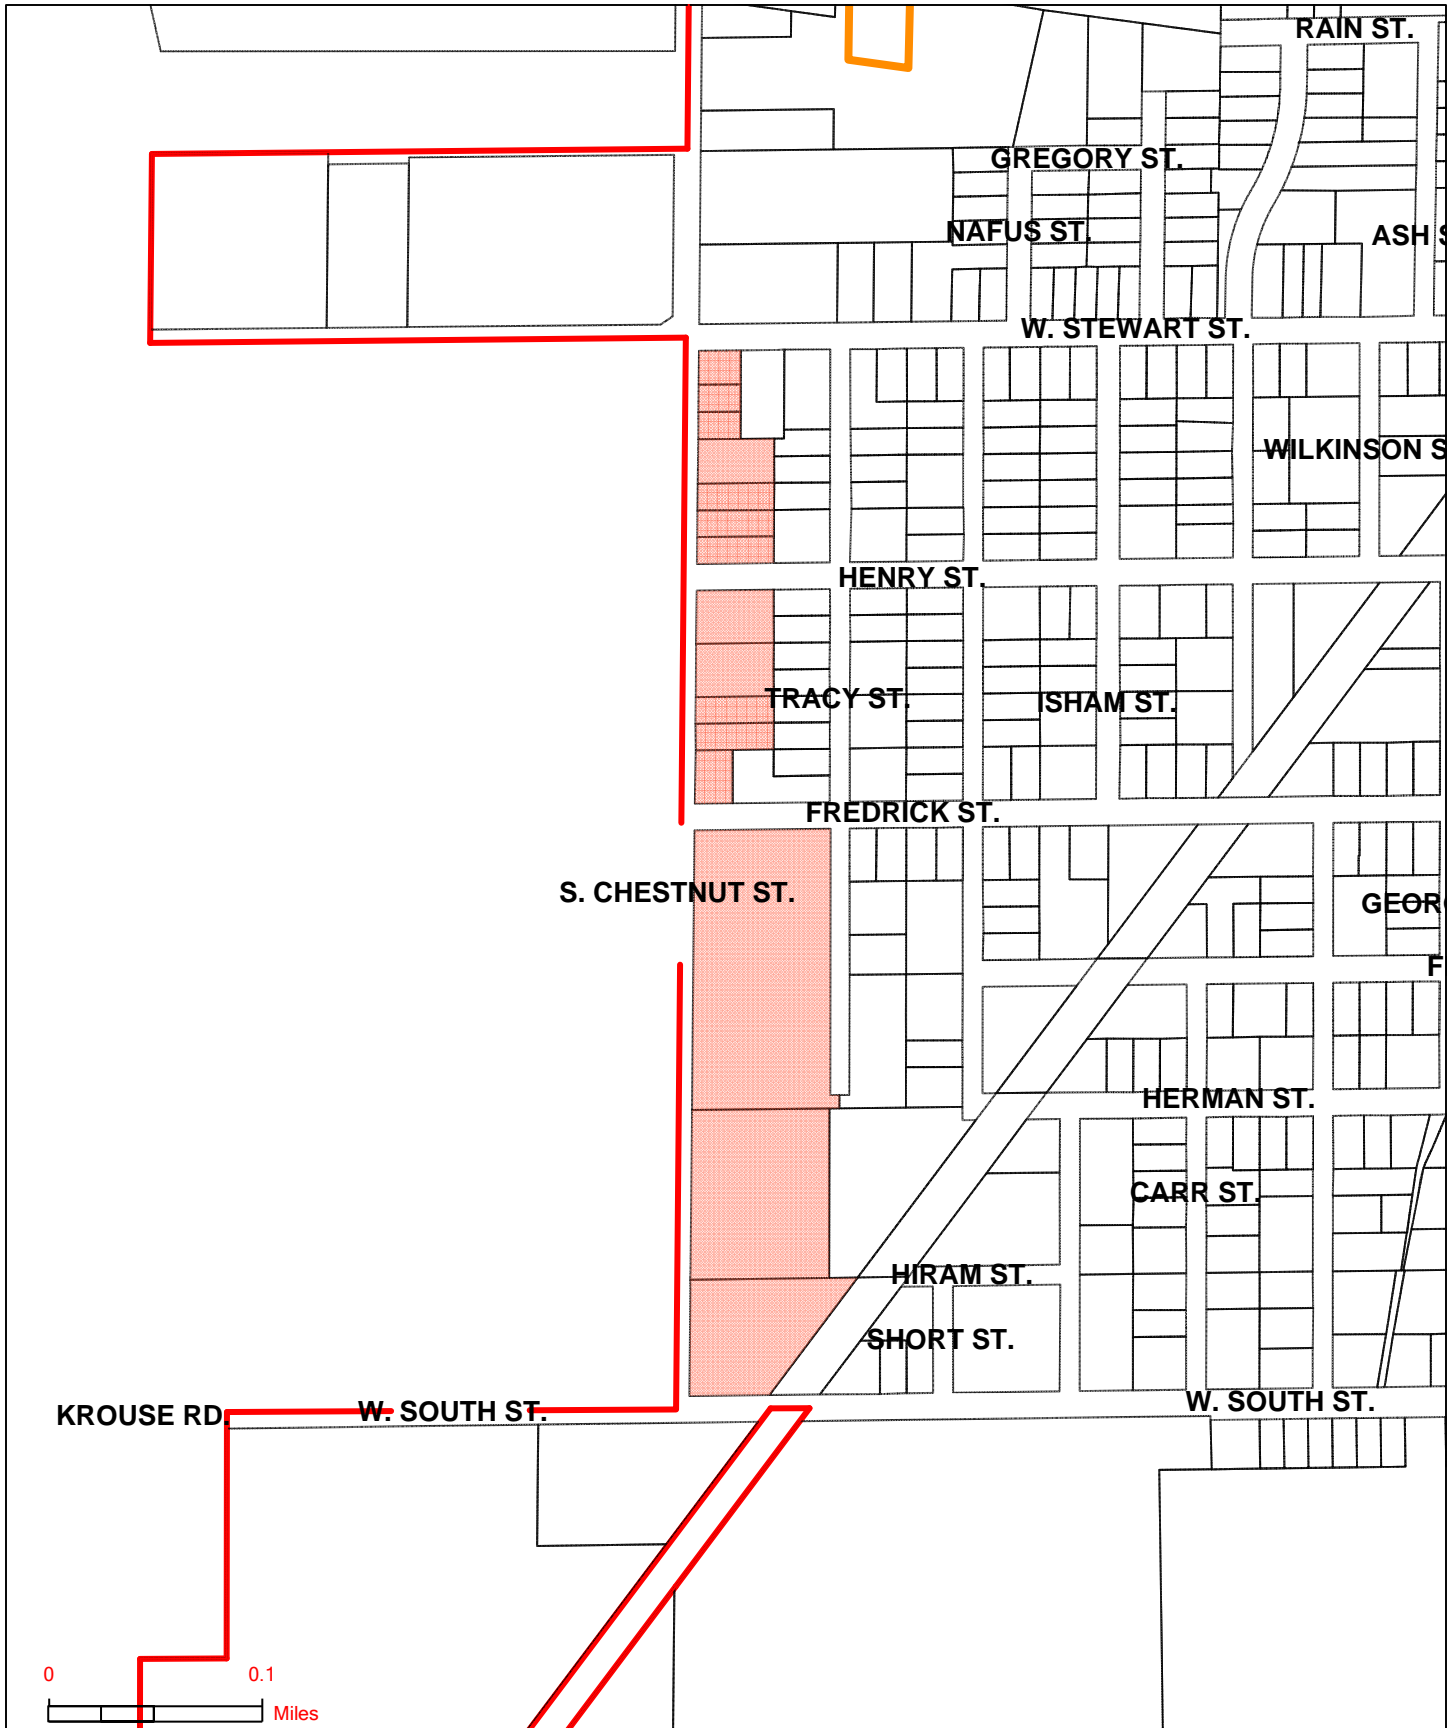 RAIN ST.
GREGORY ST.
NAFUS ST.
ASH S
W. STEWART ST.
WILKINSON S
HENRY ST.
TRACY ST.
ISHAM ST.
FREDRICK ST.
S. CHESTNUT ST.
GEOR
F
HERMAN ST.
CARR ST.
HIRAM ST.
SHORT ST.
KROUSE RD.
W. SOUTH ST.
W. SOUTH ST.
0 0.1
Miles